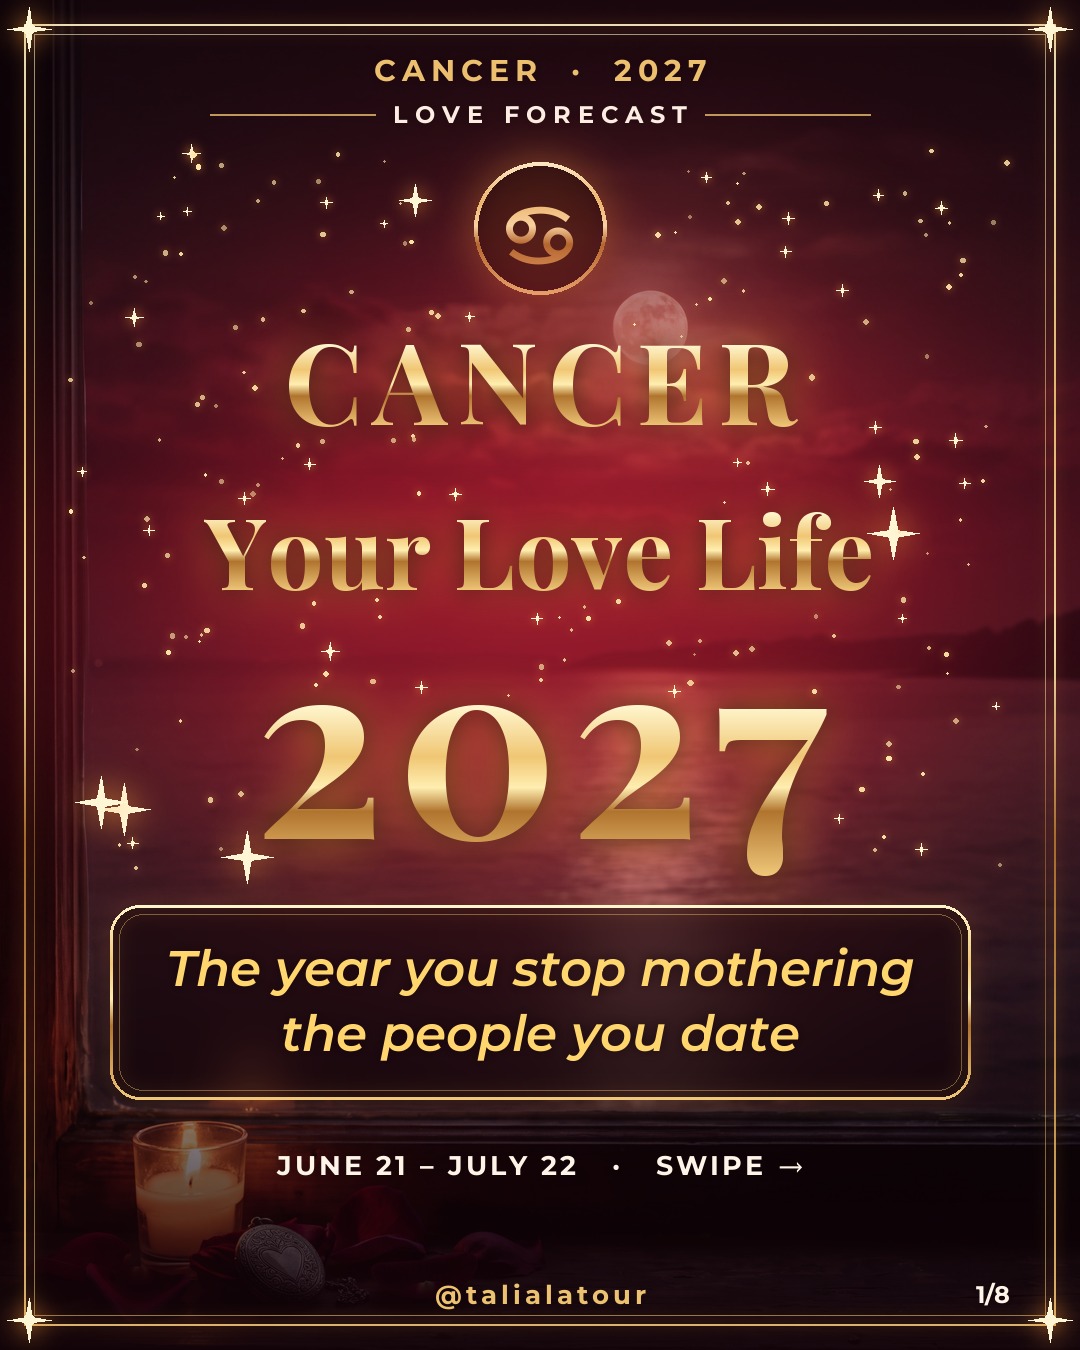 CANCER · 2027
LOVE FORECAST
♋
CANCER
Your Love Life
2027
The year you stop mothering
the people you date
JUNE 21 – JULY 22 · SWIPE →
@talialatour
1/8